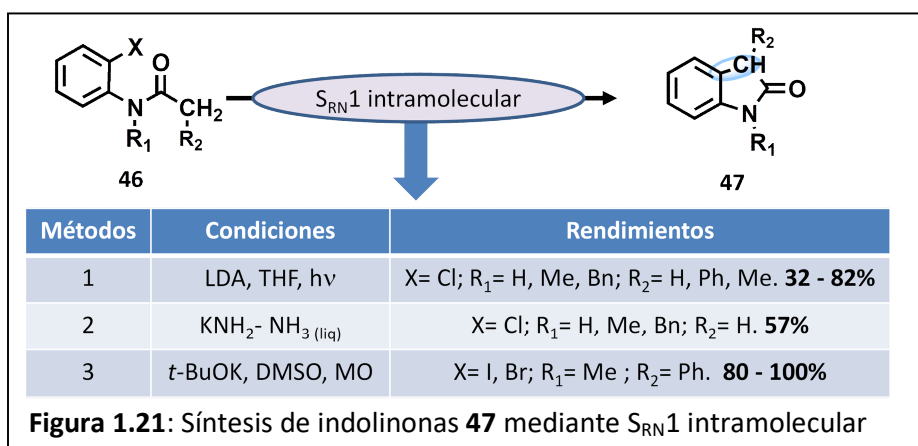 X
O
N
CH₂
R₁
R₂
46
S_RN1 intramolecular
R₂
CH
O
N
R₁
47
Métodos Condiciones Rendimientos
1 LDA, THF, hν X= Cl; R₁= H, Me, Bn; R₂= H, Ph, Me. 32 - 82%
2 KNH₂- NH₃ (liq) X= Cl; R₁= H, Me, Bn; R₂= H. 57%
3 t-BuOK, DMSO, MO X= I, Br; R₁= Me ; R₂= Ph. 80 - 100%
Figura 1.21: Síntesis de indolinonas 47 mediante S_RN1 intramolecular